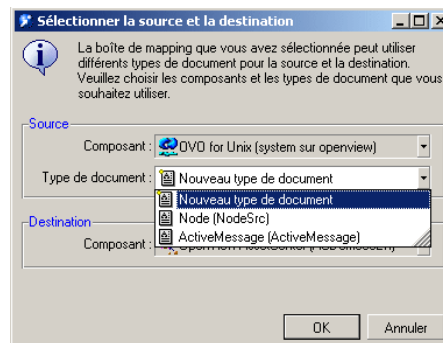 Sélectionner la source et la destination
La boîte de mapping que vous avez sélectionnée peut utiliser
différents types de document pour la source et la destination.
Veuillez choisir les composants et les types de document que vous
souhaitez utiliser.
Source
Composant : OVO for Unix (system sur openview)
Type de document : Nouveau type de document
Nouveau type de document
Node (NodeSrc)
ActiveMessage (ActiveMessage)
Destination
Composant :
OK Annuler